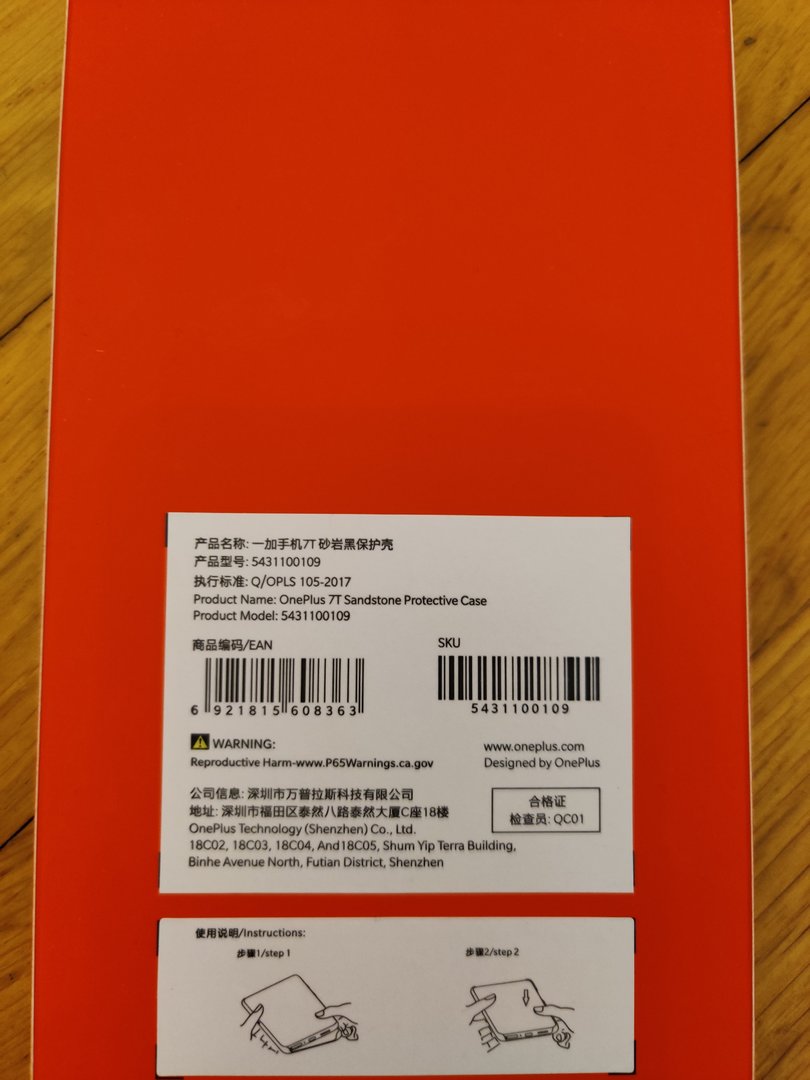 产品名称: 一加手机7T 砂岩黑保护壳
产品型号: 5431100109
执行标准: Q/OPLS 105-2017
Product Name: OnePlus 7T Sandstone Protective Case
Product Model: 5431100109
商品编码/EAN
SKU
6 921815 608363
5431100109
WARNING:
Reproductive Harm-www.P65Warnings.ca.gov
www.oneplus.com
Designed by OnePlus
公司信息: 深圳市万普拉斯科技有限公司
地址: 深圳市福田区泰然八路泰然大厦C座18楼
OnePlus Technology (Shenzhen) Co., Ltd.
18C02, 18C03, 18C04, And18C05, Shum Yip Terra Building,
Binhe Avenue North, Futian District, Shenzhen
合格证
检查员: QC01
使用说明/Instructions:
步骤1/step 1
步骤2/step 2